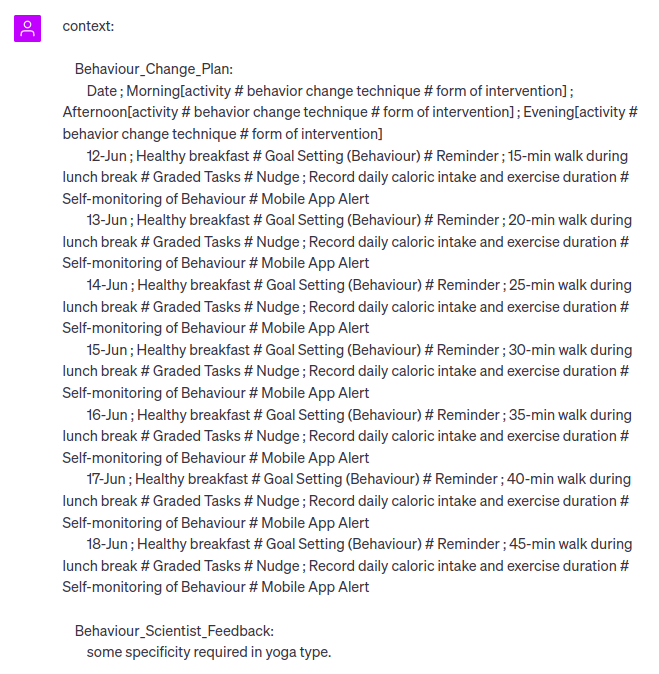 context:
Behaviour_Change_Plan:
Date ; Morning[activity # behavior change technique # form of intervention] ;
Afternoon[activity # behavior change technique # form of intervention] ; Evening[activity #
behavior change technique # form of intervention]
12-Jun ; Healthy breakfast # Goal Setting (Behaviour) # Reminder ; 15-min walk during
lunch break # Graded Tasks # Nudge ; Record daily caloric intake and exercise duration #
Self-monitoring of Behaviour # Mobile App Alert
13-Jun ; Healthy breakfast # Goal Setting (Behaviour) # Reminder ; 20-min walk during
lunch break # Graded Tasks # Nudge ; Record daily caloric intake and exercise duration #
Self-monitoring of Behaviour # Mobile App Alert
14-Jun ; Healthy breakfast # Goal Setting (Behaviour) # Reminder ; 25-min walk during
lunch break # Graded Tasks # Nudge ; Record daily caloric intake and exercise duration #
Self-monitoring of Behaviour # Mobile App Alert
15-Jun ; Healthy breakfast # Goal Setting (Behaviour) # Reminder ; 30-min walk during
lunch break # Graded Tasks # Nudge ; Record daily caloric intake and exercise duration #
Self-monitoring of Behaviour # Mobile App Alert
16-Jun ; Healthy breakfast # Goal Setting (Behaviour) # Reminder ; 35-min walk during
lunch break # Graded Tasks # Nudge ; Record daily caloric intake and exercise duration #
Self-monitoring of Behaviour # Mobile App Alert
17-Jun ; Healthy breakfast # Goal Setting (Behaviour) # Reminder ; 40-min walk during
lunch break # Graded Tasks # Nudge ; Record daily caloric intake and exercise duration #
Self-monitoring of Behaviour # Mobile App Alert
18-Jun ; Healthy breakfast # Goal Setting (Behaviour) # Reminder ; 45-min walk during
lunch break # Graded Tasks # Nudge ; Record daily caloric intake and exercise duration #
Self-monitoring of Behaviour # Mobile App Alert
Behaviour_Scientist_Feedback:
some specificity required in yoga type.